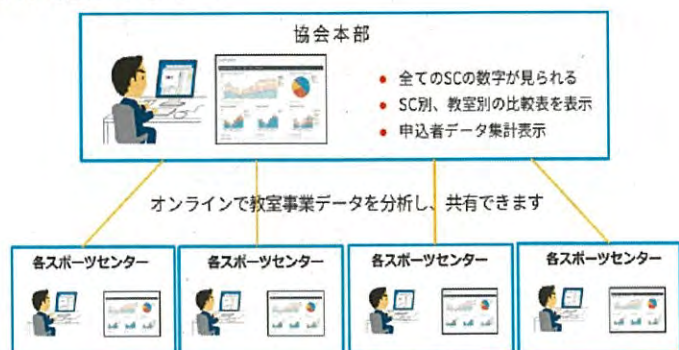 協会本部
● 全てのSCの数字が見られる
● SC別、教室別の比較表を表示
● 申込者データ集計表示
オンラインで教室事業データを分析し、共有できます
各スポーツセンター
各スポーツセンター
各スポーツセンター
各スポーツセンター